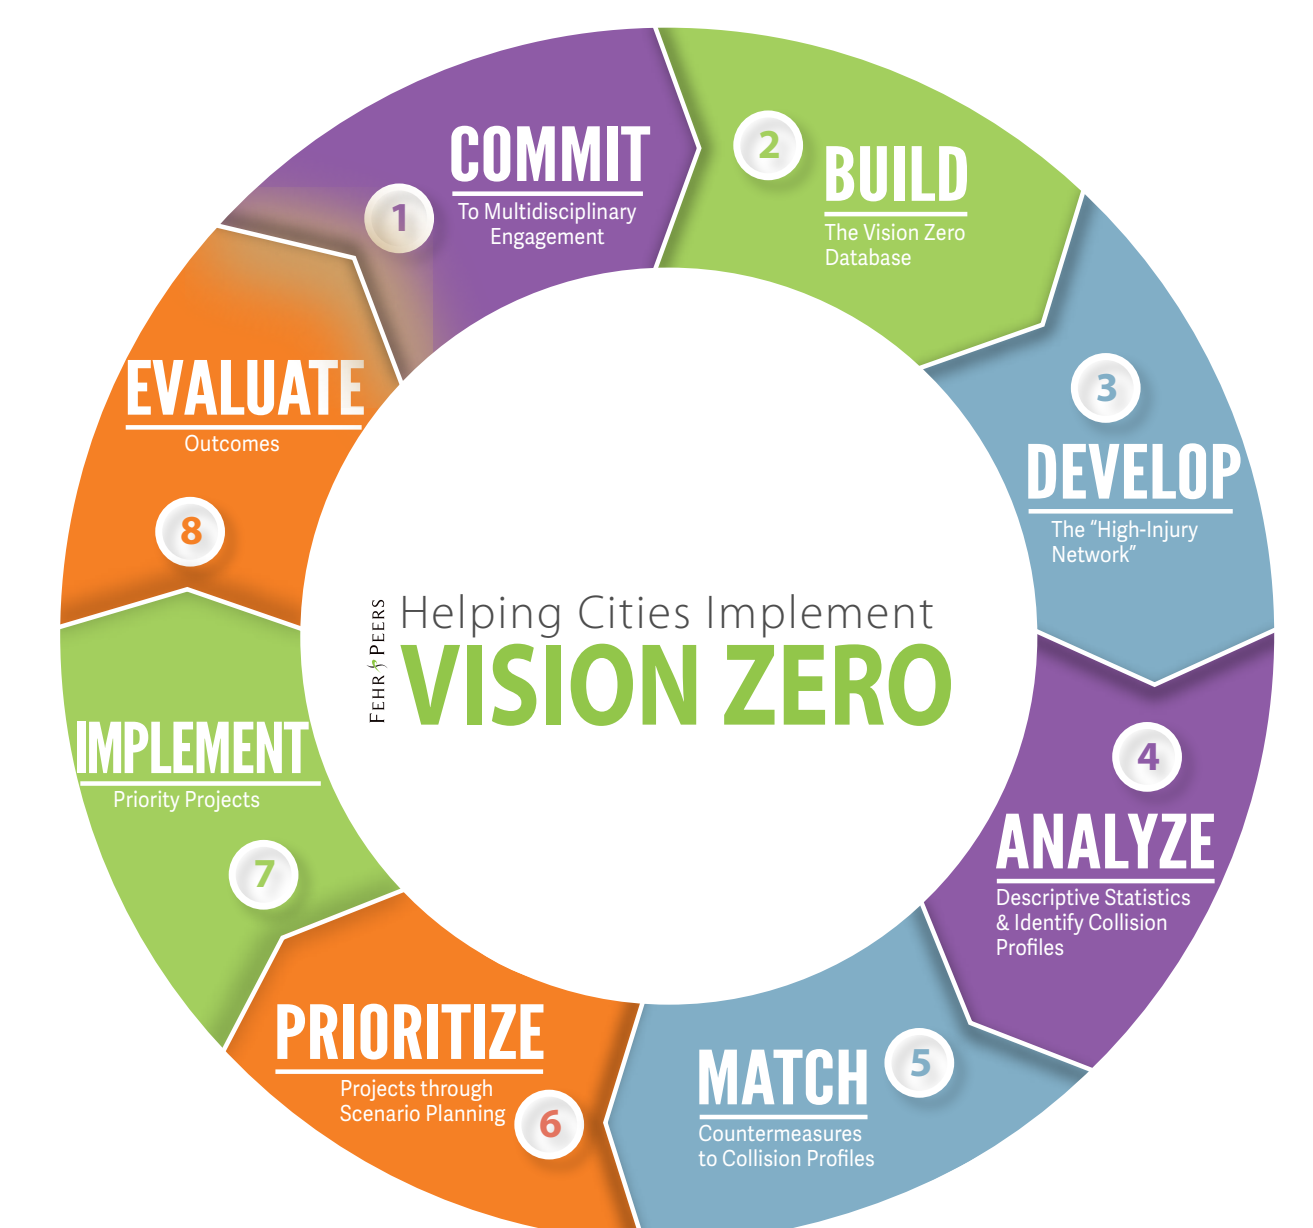 1
COMMIT
To Multidisciplinary
Engagement
2
BUILD
The Vision Zero
Database
3
DEVELOP
The “High-Injury
Network”
4
ANALYZE
Descriptive Statistics
& Identify Collision
Profiles
5
MATCH
Countermeasures
to Collision Profiles
6
PRIORITIZE
Projects through
Scenario Planning
7
IMPLEMENT
Priority Projects
8
EVALUATE
Outcomes
FEHR PEERS
Helping Cities Implement
VISION ZERO